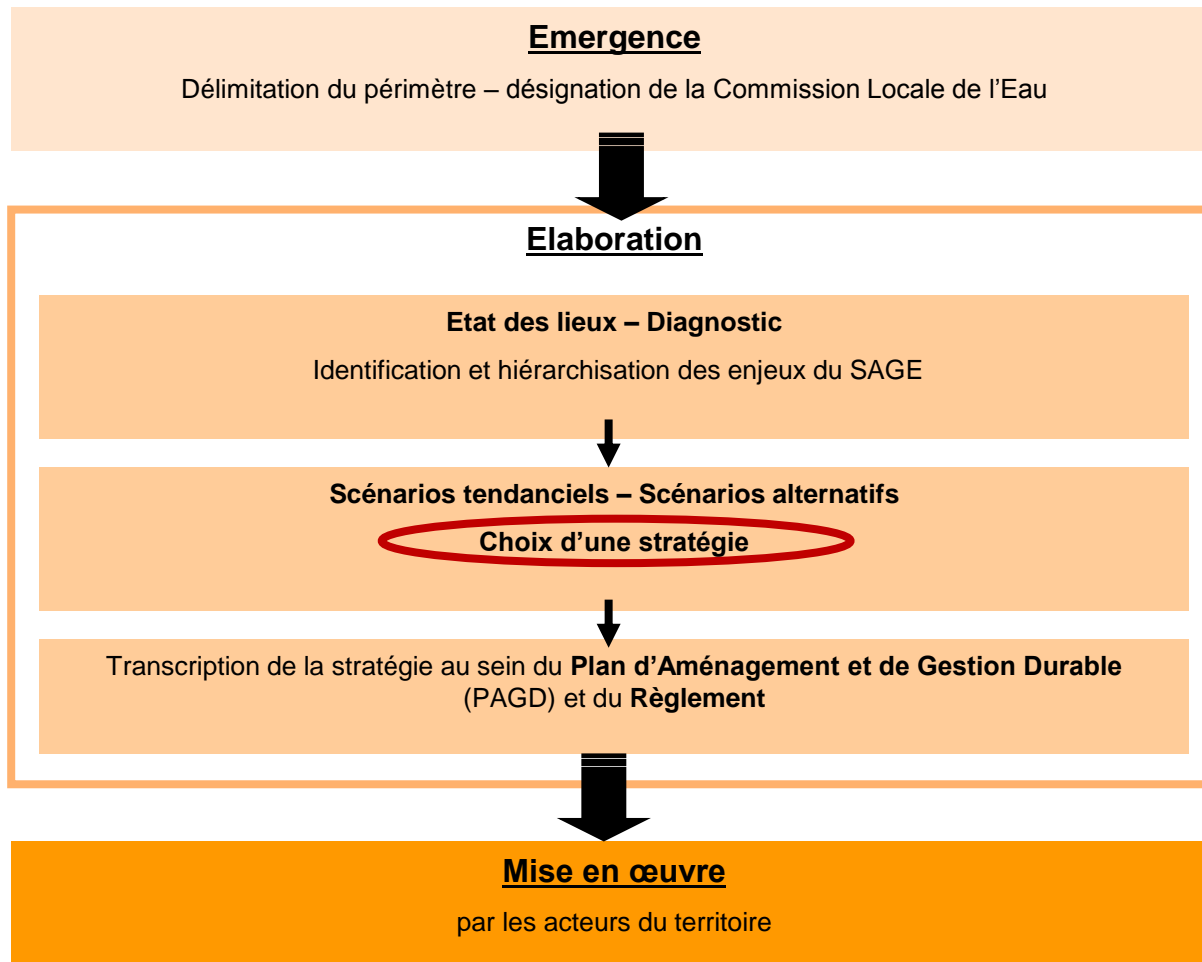 Emergence
Délimitation du périmètre – désignation de la Commission Locale de l’Eau
Elaboration
Etat des lieux – Diagnostic
Identification et hiérarchisation des enjeux du SAGE
Scénarios tendanciels – Scénarios alternatifs
Choix d’une stratégie
Transcription de la stratégie au sein du Plan d’Aménagement et de Gestion Durable
(PAGD) et du Règlement
Mise en œuvre
par les acteurs du territoire